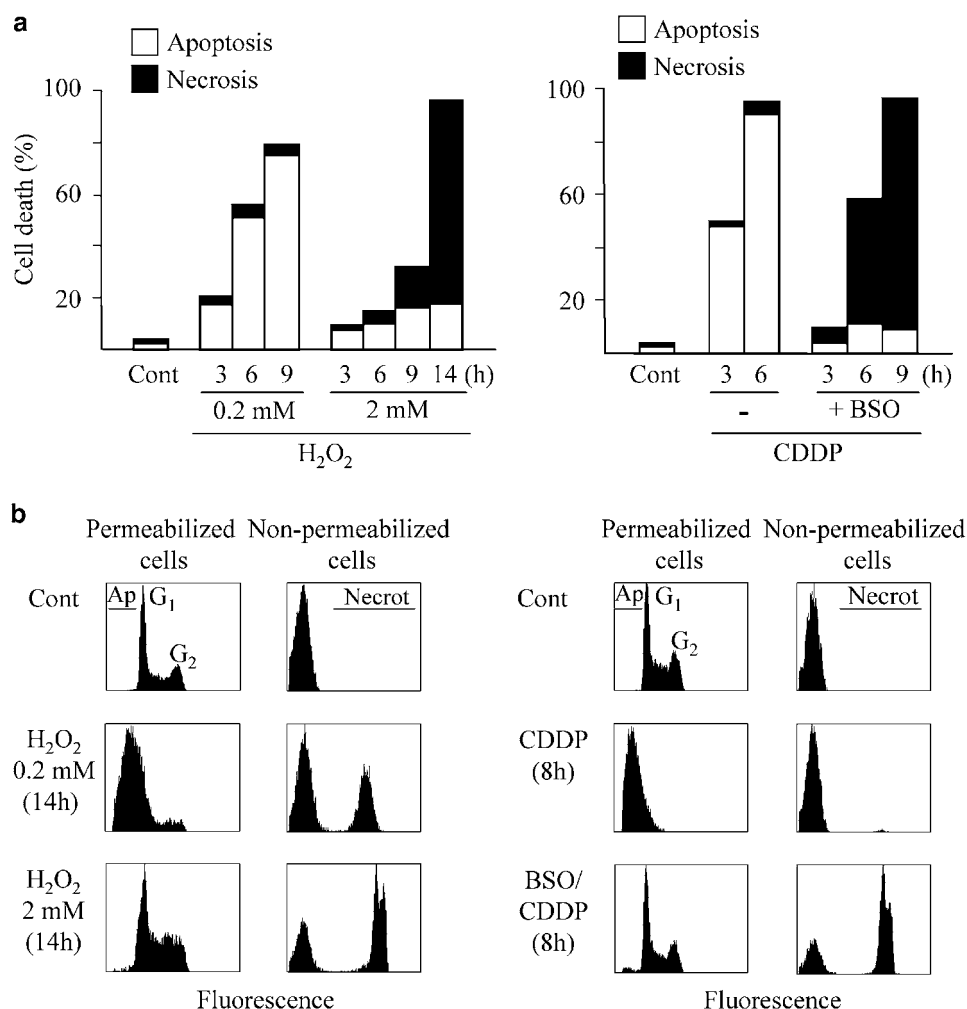 a
Apoptosis
Necrosis
Cell death (%)
100
60
20
Cont
3 6 9
3 6 9 14 (h)
0.2 mM
2 mM
H₂O₂
Apoptosis
Necrosis
100
60
20
Cont
3 6
3 6 9 (h)
-
+ BSO
CDDP
b
Permeabilized
cells
Non-permeabilized
cells
Cont
Ap
G₁
G₂
Necrot
H₂O₂
0.2 mM
(14h)
H₂O₂
2 mM
(14h)
Fluorescence
Permeabilized
cells
Non-permeabilized
cells
Cont
Ap
G₁
G₂
Necrot
CDDP
(8h)
BSO/
CDDP
(8h)
Fluorescence